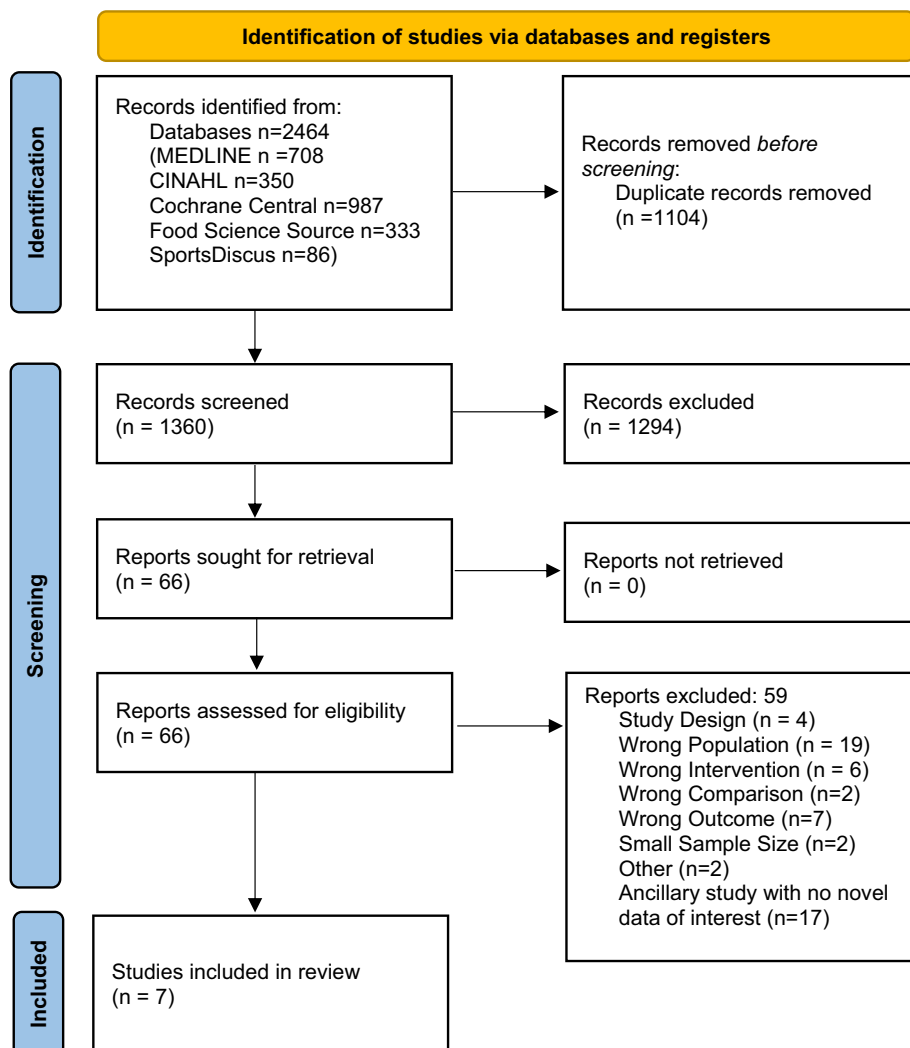 Identification of studies via databases and registers
Identification
Records identified from:
Databases n=2464
(MEDLINE n =708
CINAHL n=350
Cochrane Central n=987
Food Science Source n=333
SportsDiscus n=86)
Records removed before
screening:
Duplicate records removed
(n =1104)
Screening
Records screened
(n = 1360)
Records excluded
(n = 1294)
Reports sought for retrieval
(n = 66)
Reports not retrieved
(n = 0)
Reports assessed for eligibility
(n = 66)
Reports excluded: 59
Study Design (n = 4)
Wrong Population (n = 19)
Wrong Intervention (n = 6)
Wrong Comparison (n=2)
Wrong Outcome (n=7)
Small Sample Size (n=2)
Other (n=2)
Ancillary study with no novel
data of interest (n=17)
Included
Studies included in review
(n = 7)